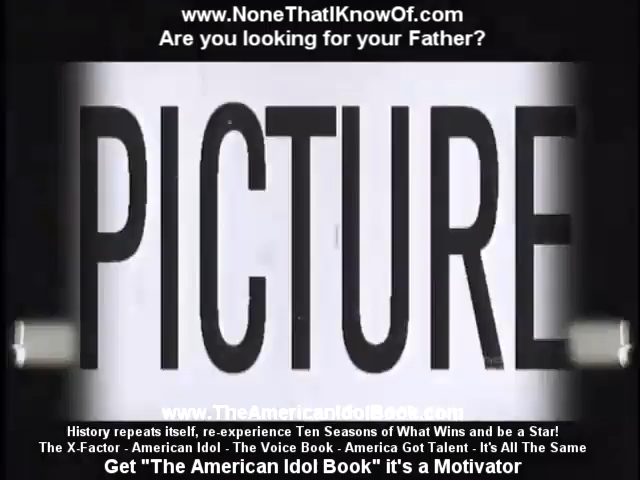 www.NoneThatIKnowOf.com
Are you looking for your Father?
PICTURE
www.TheAmericanIdolBook.com
History repeats itself, re-experience Ten Seasons of What Wins and be a Star!
The X-Factor - American Idol - The Voice Book - America Got Talent - It's All The Same
Get "The American Idol Book" it's a Motivator